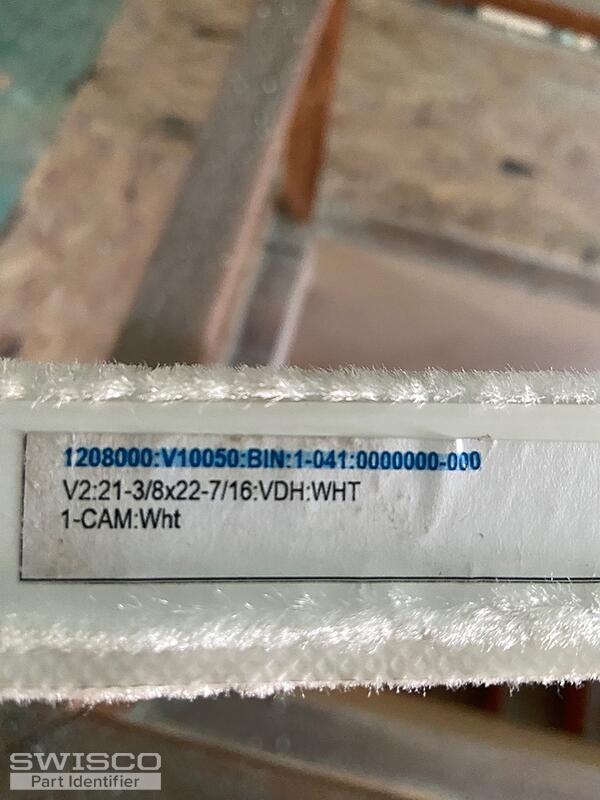 1208000:V10050:BIN:1-041:0000000-000
V2:21-3/8x22-7/16:VDH:WHT
1-CAM:Wht
SWISCO
Part Identifier